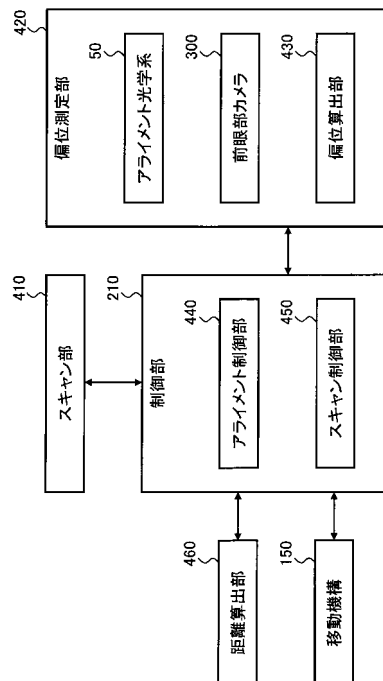 410
スキャン部
420
偏位測定部
50
アライメント光学系
300
前眼部カメラ
430
偏位算出部
210
制御部
440
アライメント制御部
450
スキャン制御部
460
距離算出部
150
移動機構